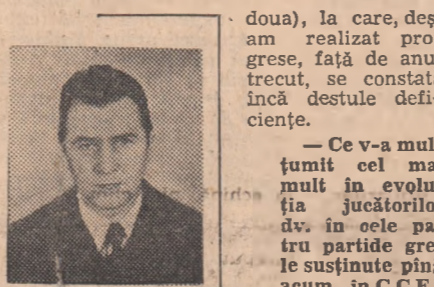 doua), la care, deș
am realizat pro
grese, față de anu
trecut, se constat
încă destule defi-
ciențe.
— Ce v-a mul
țumit cel ma
mult în evolu
ția jucătorilo
dv. în cele pa
tru partide gre
le susținute pîn
acum în C.C.E.